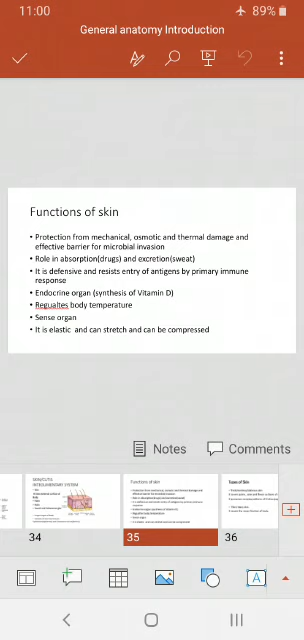 11:00
89%
General anatomy Introduction
Functions of skin
• Protection from mechanical, osmotic and thermal damage and
effective barrier for microbial invasion
• Role in absorption(drugs) and excretion(sweat)
• It is defensive and resists entry of antigens by primary immune
response
• Endocrine organ (synthesis of Vitamin D)
• Regualtes body temperature
• Sense organ
• It is elastic and can stretch and can be compressed
Notes
Comments
Functions of skin
Types of Skin
34
35
36